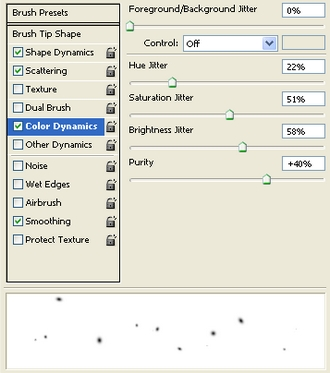 Brush Presets
Brush Tip Shape
Shape Dynamics
Scattering
Texture
Dual Brush
Color Dynamics
Other Dynamics
Noise
Wet Edges
Airbrush
Smoothing
Protect Texture
Foreground/Background Jitter 0%
Control: Off
Hue Jitter 22%
Saturation Jitter 51%
Brightness Jitter 58%
Purity +40%